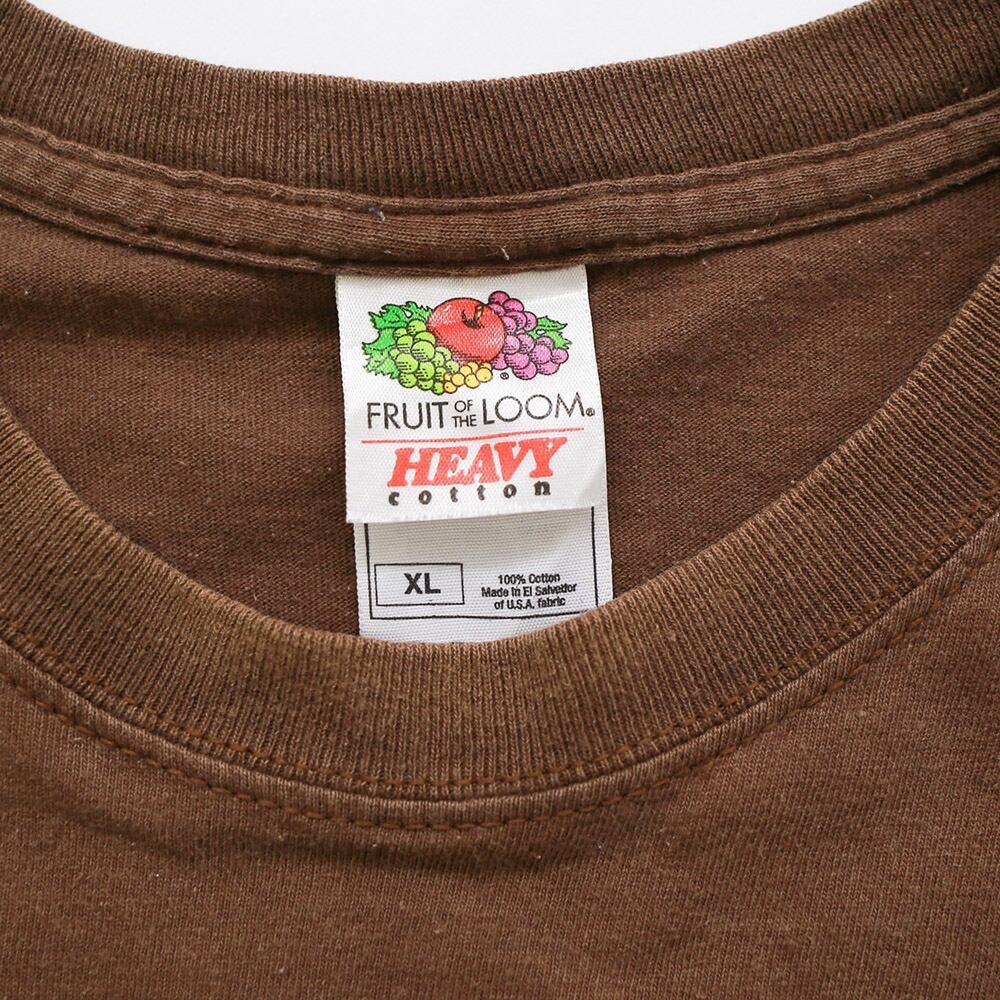 FRUIT OF THE LOOM®
HEAVY
cotton
XL
100% Cotton
Made in El Salvador
of U.S.A. fabric